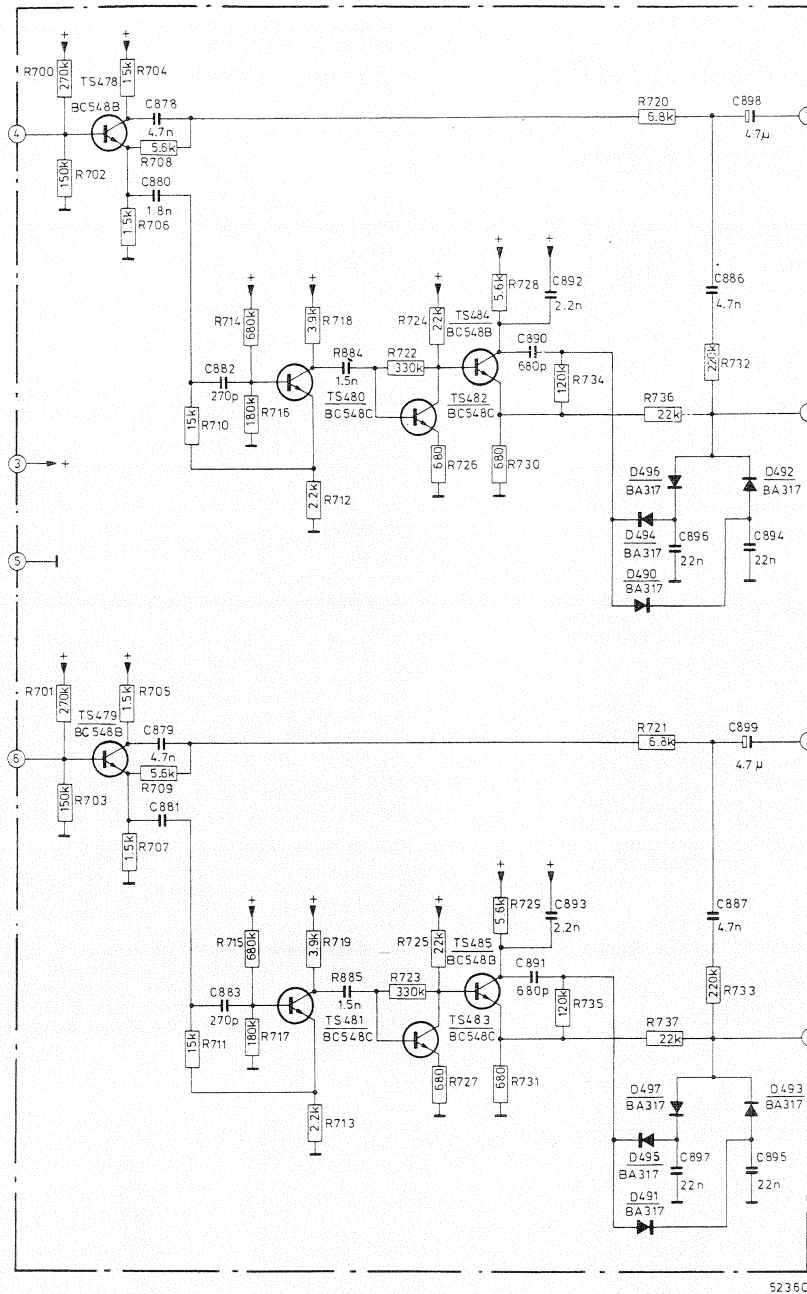 + +
R700 270k
1.5k R704
TS478
BC548B
C878
4.7n
5.6k
R708
4
150k R702
C880
1.8n
1.5k R706
R720
6.8k
C898
4.7µ
+ + + + +
R714 680k
3.9k R718
R724 22k
5.6k R728
C892
2.2n
TS484
BC548B
C886
4.7n
220k R732
C882
270p
R884
1.5n
R722
330k
C890
680p
120k R734
15k R710
180k R716
TS480
BC548C
TS482
BC548C
R736
22k
680 R726
680 R730
3 +
2.2k R712
D496
BA317
D492
BA317
D494
BA317
C896
22n
C894
22n
D490
BA317
5
+ +
R701 270k
1.5k R705
TS479
BC548B
C879
4.7n
5.6k
R709
6
150k R703
C881
1.5k R707
R721
6.8k
C899
4.7µ
+ + + + +
R715 680k
3.9k R719
R725 22k
R729 5.6k
C893
2.2n
TS485
BC548B
C887
4.7n
220k R733
C883
270p
R885
1.5n
R723
330k
C891
680p
120k R735
15k R711
180k R717
TS481
BC548C
TS483
BC548C
R737
22k
680 R727
680 R731
2.2k R713
D497
BA317
D493
BA317
D495
BA317
C897
22n
C895
22n
D491
BA317